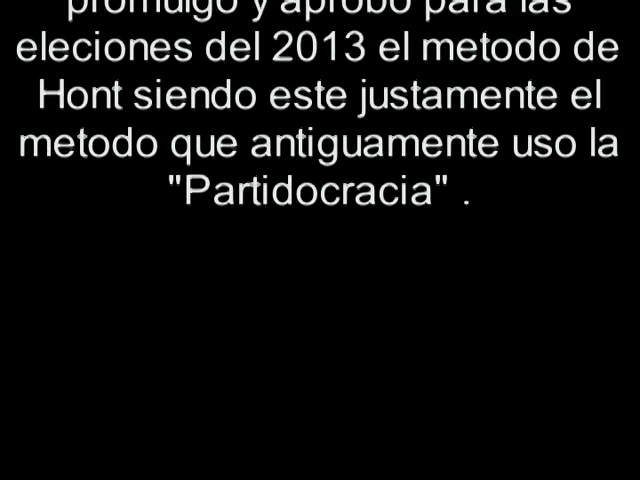 promulgo y aprobo para las
eleciones del 2013 el metodo de
Hont siendo este justamente el
metodo que antiguamente uso la
"Partidocracia" .